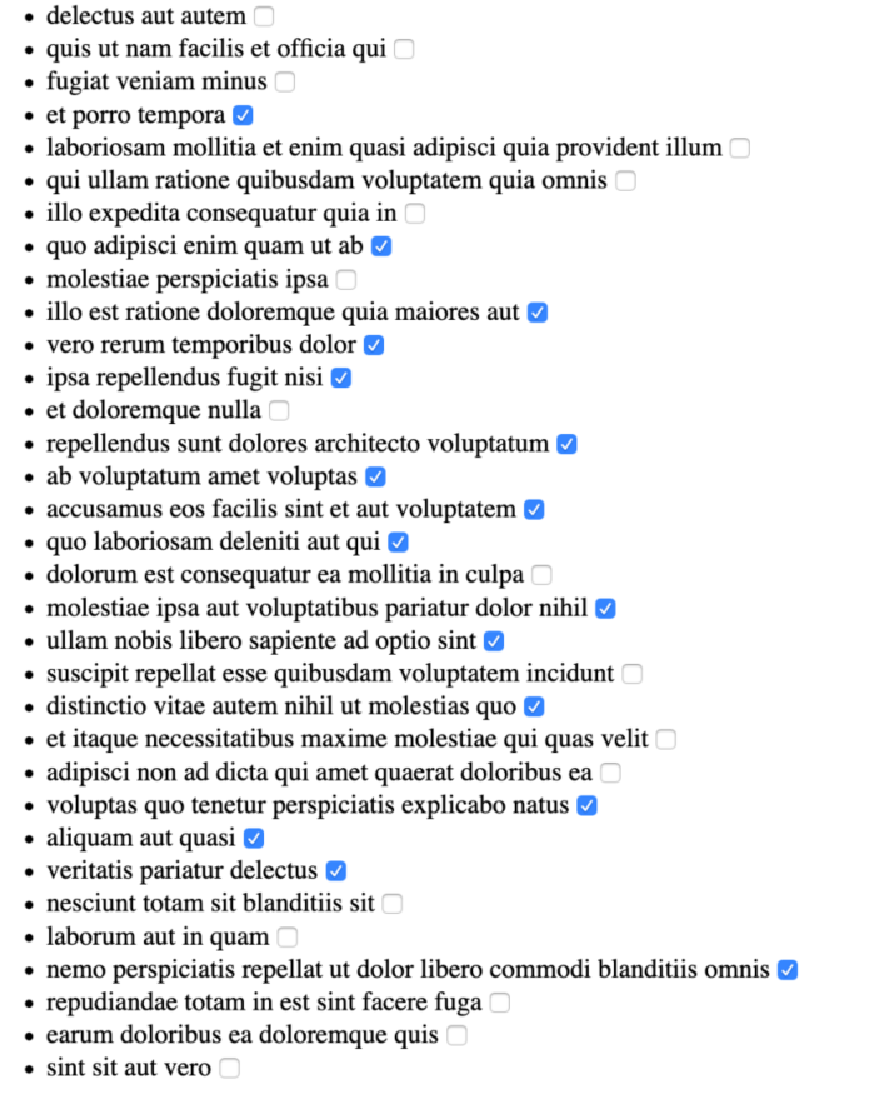 delectus aut autem
quis ut nam facilis et officia qui
fugiat veniam minus
et porro tempora
laboriosam mollitia et enim quasi adipisci quia provident illum
qui ullam ratione quibusdam voluptatem quia omnis
illo expedita consequatur quia in
quo adipisci enim quam ut ab
molestiae perspiciatis ipsa
illo est ratione doloremque quia maiores aut
vero rerum temporibus dolor
ipsa repellendus fugit nisi
et doloremque nulla
repellendus sunt dolores architecto voluptatum
ab voluptatum amet voluptas
accusamus eos facilis sint et aut voluptatem
quo laboriosam deleniti aut qui
dolorum est consequatur ea mollitia in culpa
molestiae ipsa aut voluptatibus pariatur dolor nihil
ullam nobis libero sapiente ad optio sint
suscipit repellat esse quibusdam voluptatem incidunt
distinctio vitae autem nihil ut molestias quo
et itaque necessitatibus maxime molestiae qui quas velit
adipisci non ad dicta qui amet quaerat doloribus ea
voluptas quo tenetur perspiciatis explicabo natus
aliquam aut quasi
veritatis pariatur delectus
nesciunt totam sit blanditiis sit
laborum aut in quam
nemo perspiciatis repellat ut dolor libero commodi blanditiis omnis
repudiandae totam in est sint facere fuga
earum doloribus ea doloremque quis
sint sit aut vero